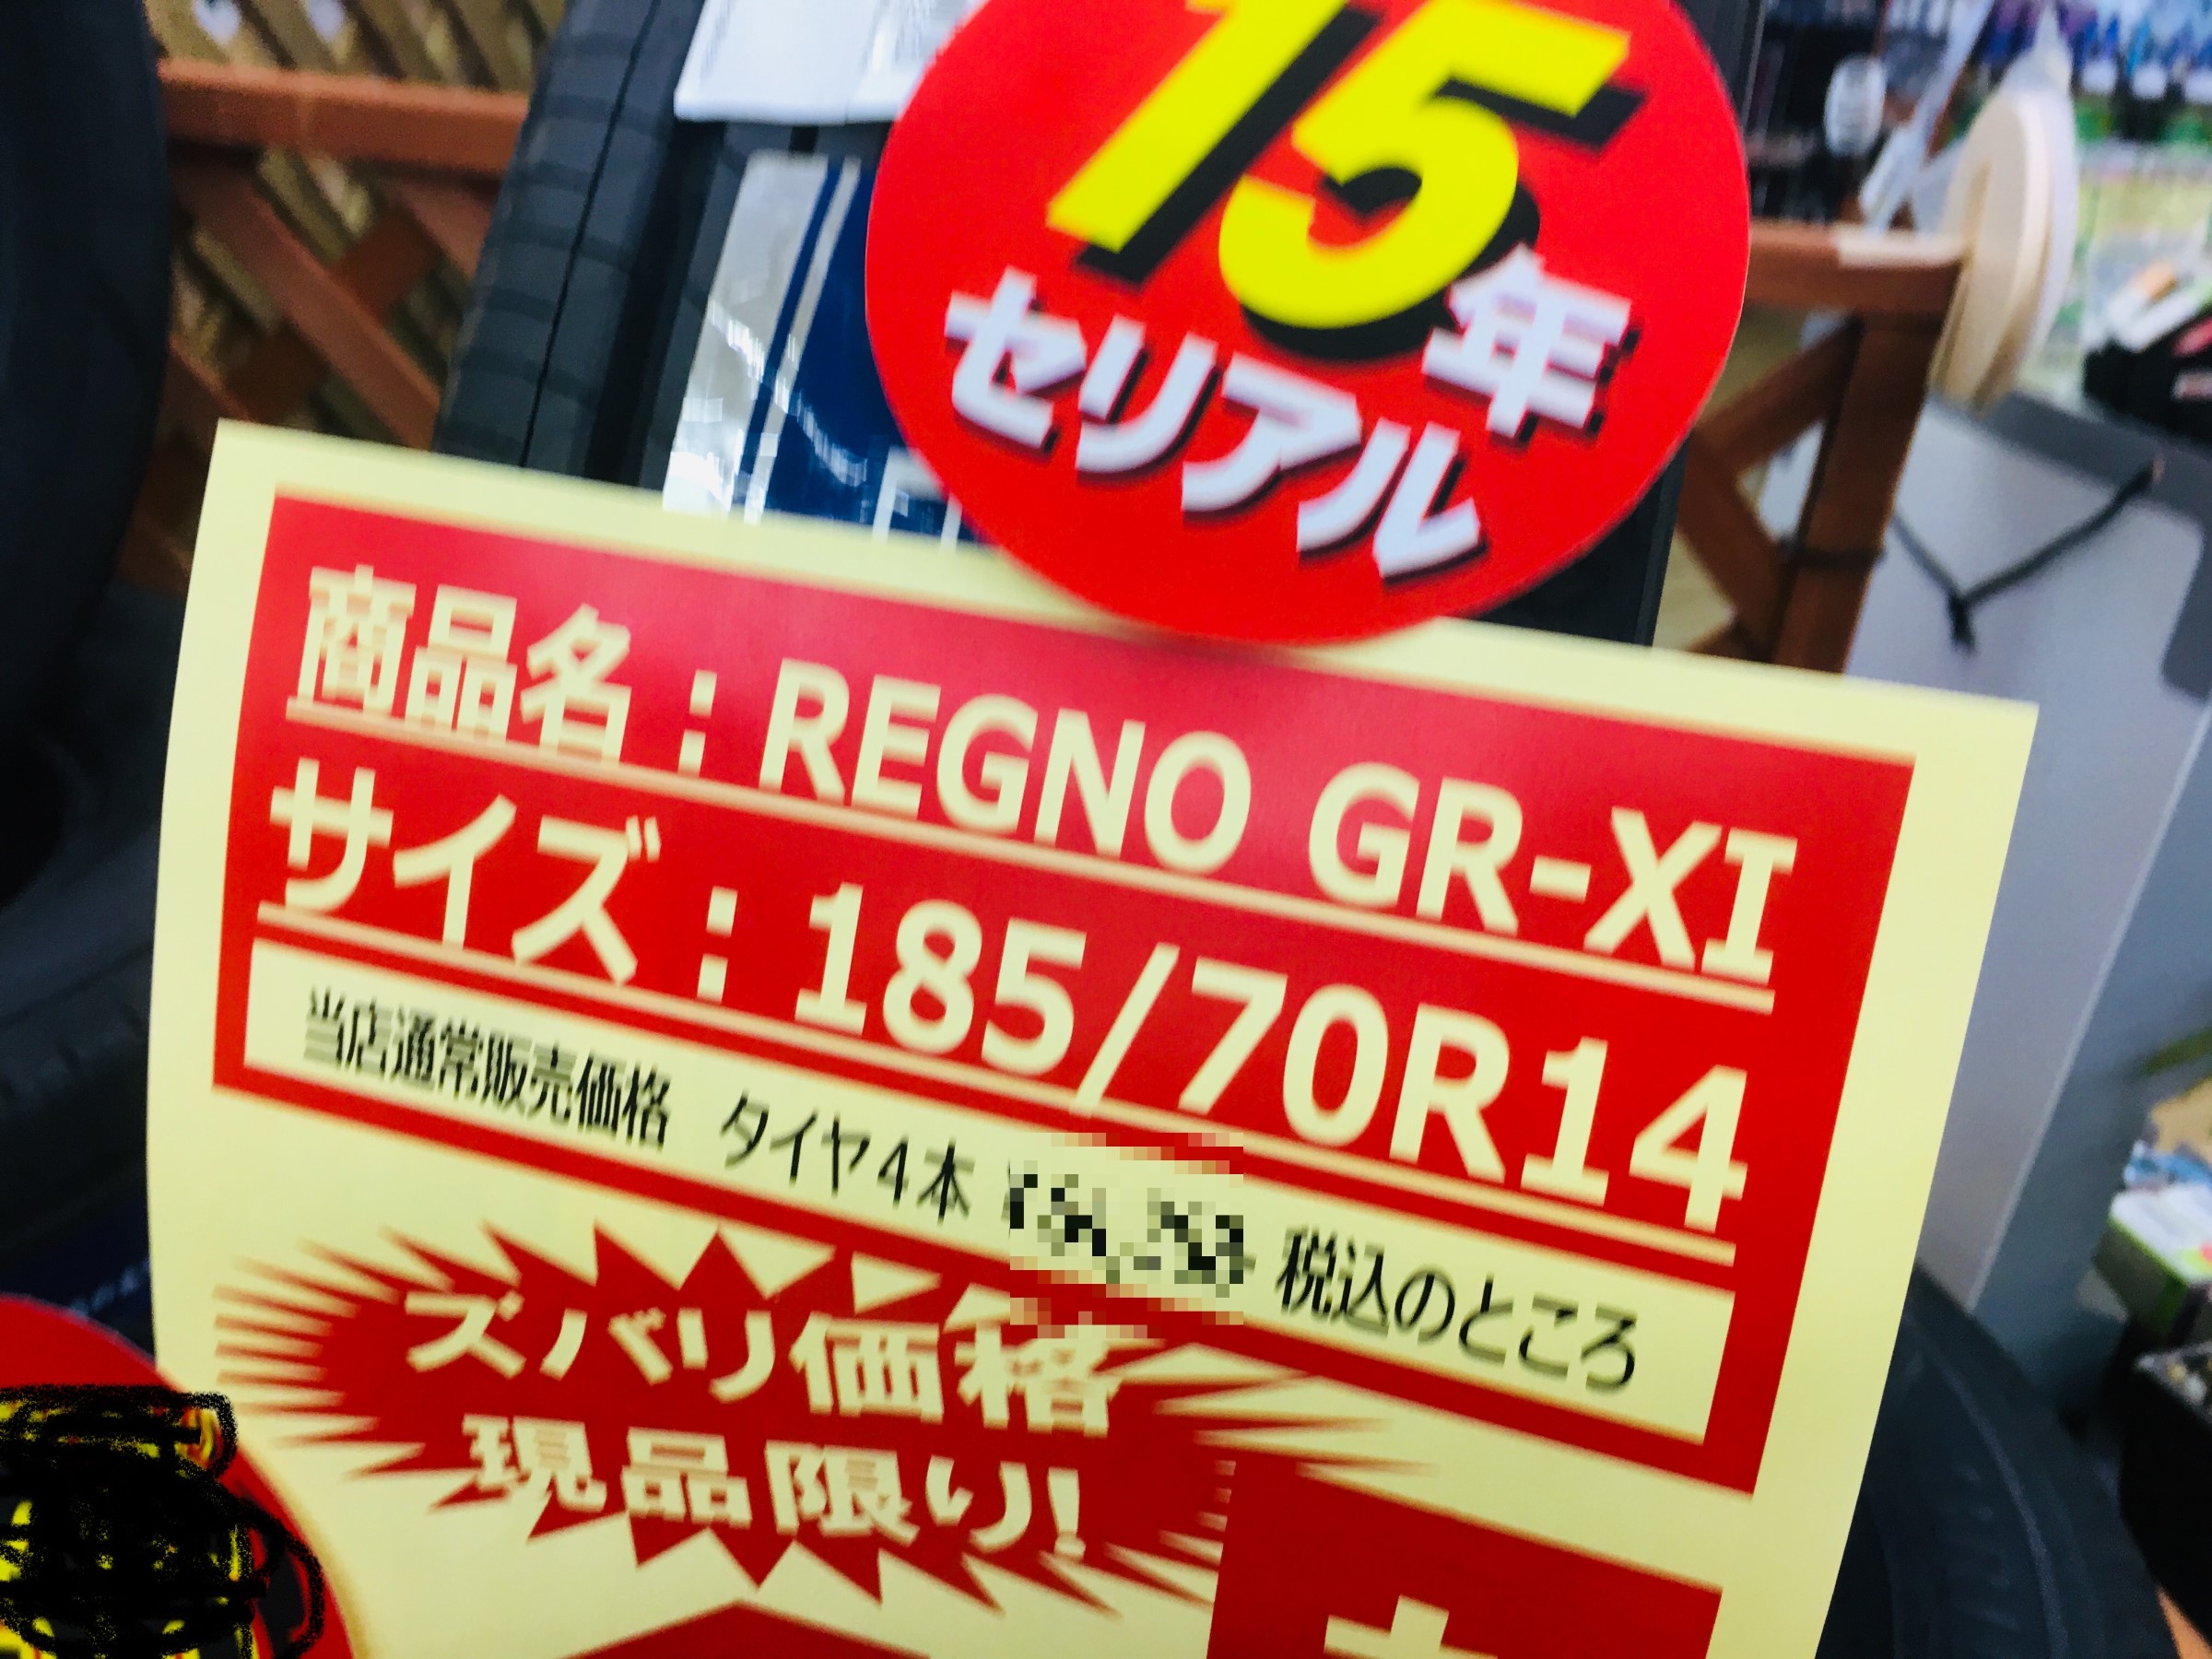 15年
セリアル
商品名：REGNO GR-XI
サイズ：185/70R14
当店通常販売価格 タイヤ4本
税込のところ
ズバリ価格
現品限り!